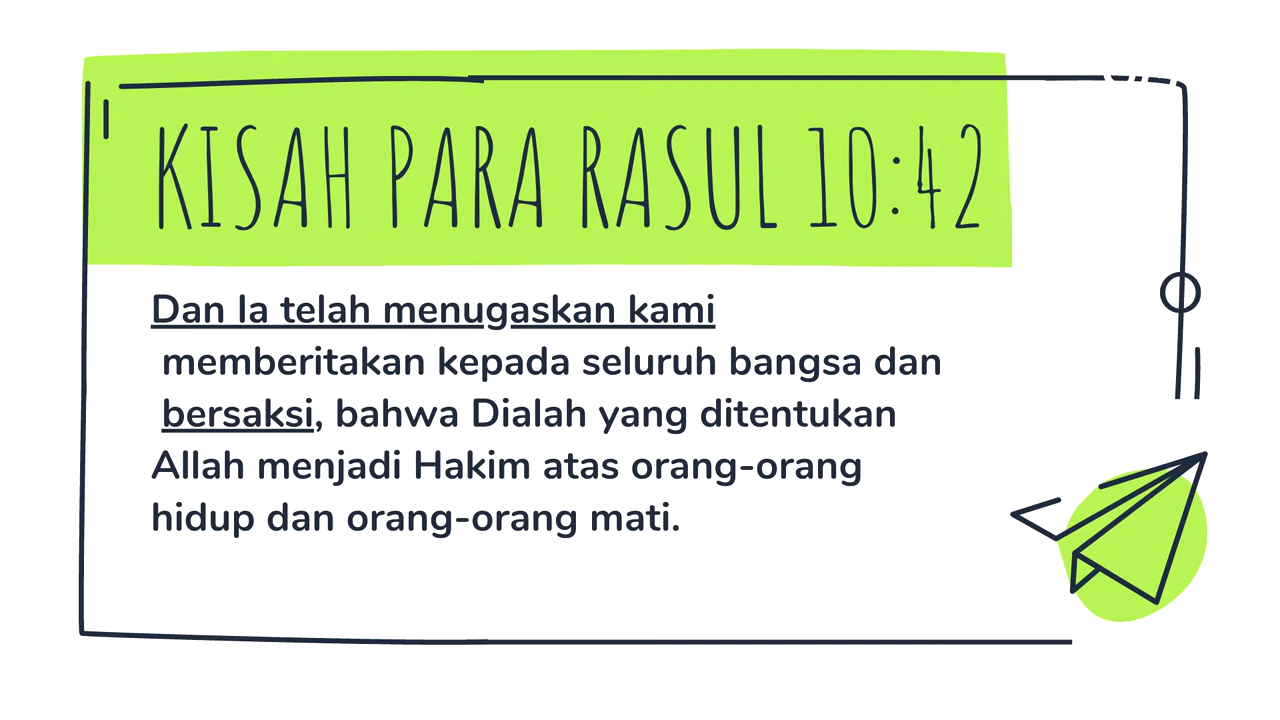 KISAH PARA RASUL 10:42
Dan Ia telah menugaskan kami
memberitakan kepada seluruh bangsa dan
bersaksi, bahwa Dialah yang ditentukan
Allah menjadi Hakim atas orang-orang
hidup dan orang-orang mati.